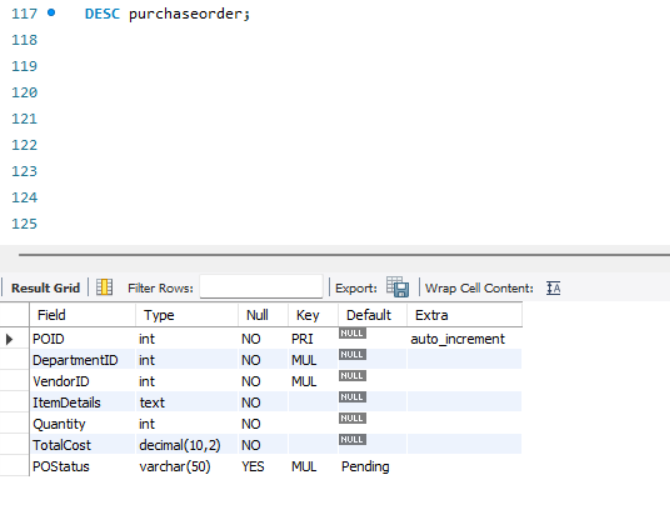 117 DESC purchaseorder;
118
119
120
121
122
123
124
125
Result Grid Filter Rows: Export: Wrap Cell Content: IA
Field Type Null Key Default Extra
POID int NO PRI NULL auto_increment
DepartmentID int NO MUL NULL
VendorID int NO MUL NULL
ItemDetails text NO NULL
Quantity int NO NULL
TotalCost decimal(10,2) NO NULL
POStatus varchar(50) YES MUL Pending